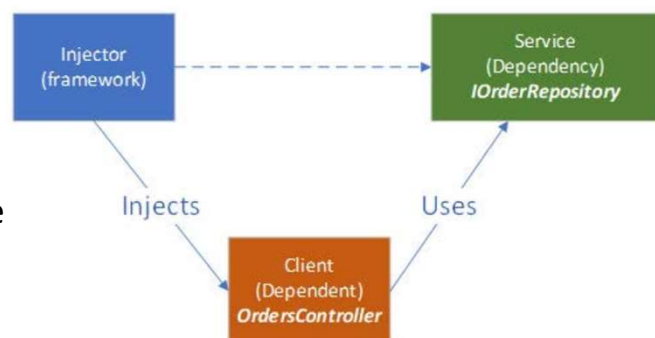 Injector
(framework)
Service
(Dependency)
IOrderRepository
e
Injects
Uses
Client
(Dependent)
OrdersController